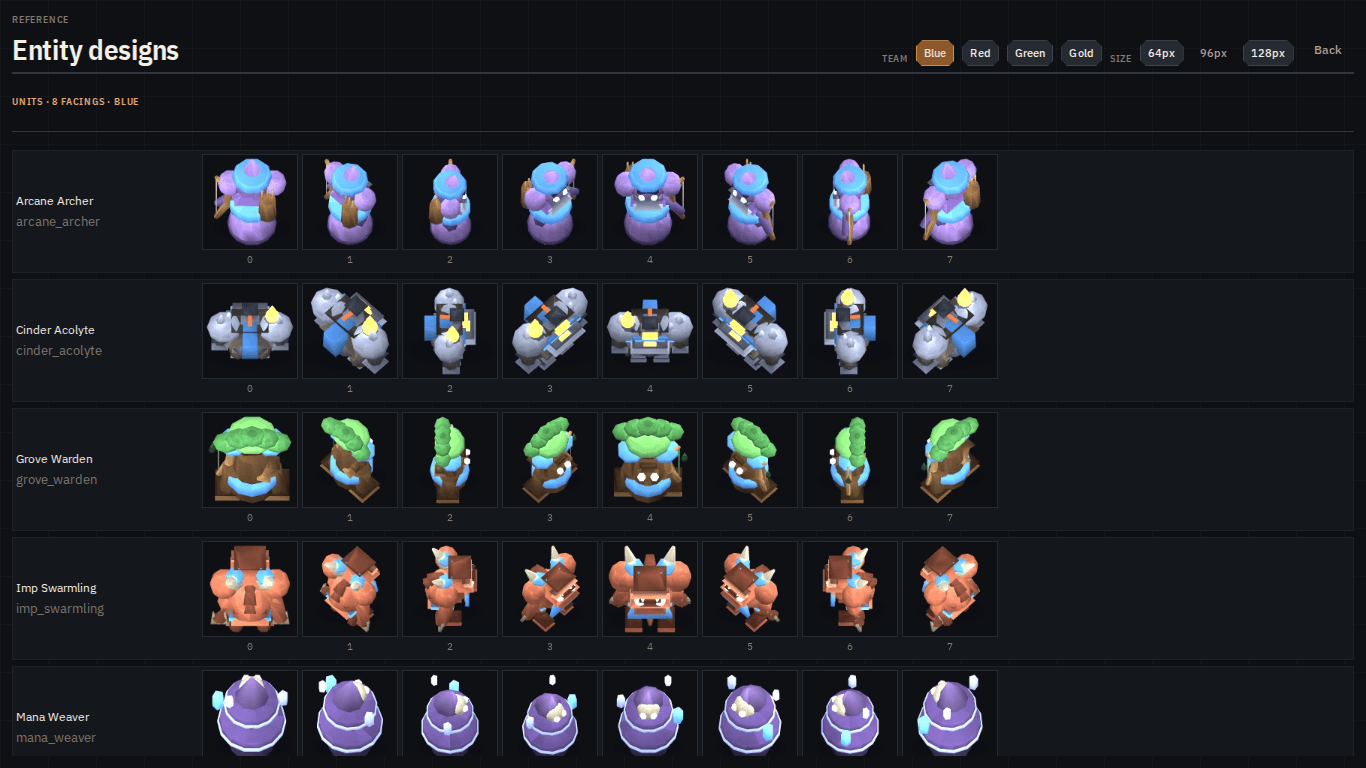 REFERENCE
Entity designs
TEAM Blue Red Green Gold SIZE 64px 96px 128px Back
UNITS · 8 FACINGS · BLUE
Arcane Archer
arcane_archer
0 1 2 3 4 5 6 7
Cinder Acolyte
cinder_acolyte
0 1 2 3 4 5 6 7
Grove Warden
grove_warden
0 1 2 3 4 5 6 7
Imp Swarmling
imp_swarmling
0 1 2 3 4 5 6 7
Mana Weaver
mana_weaver